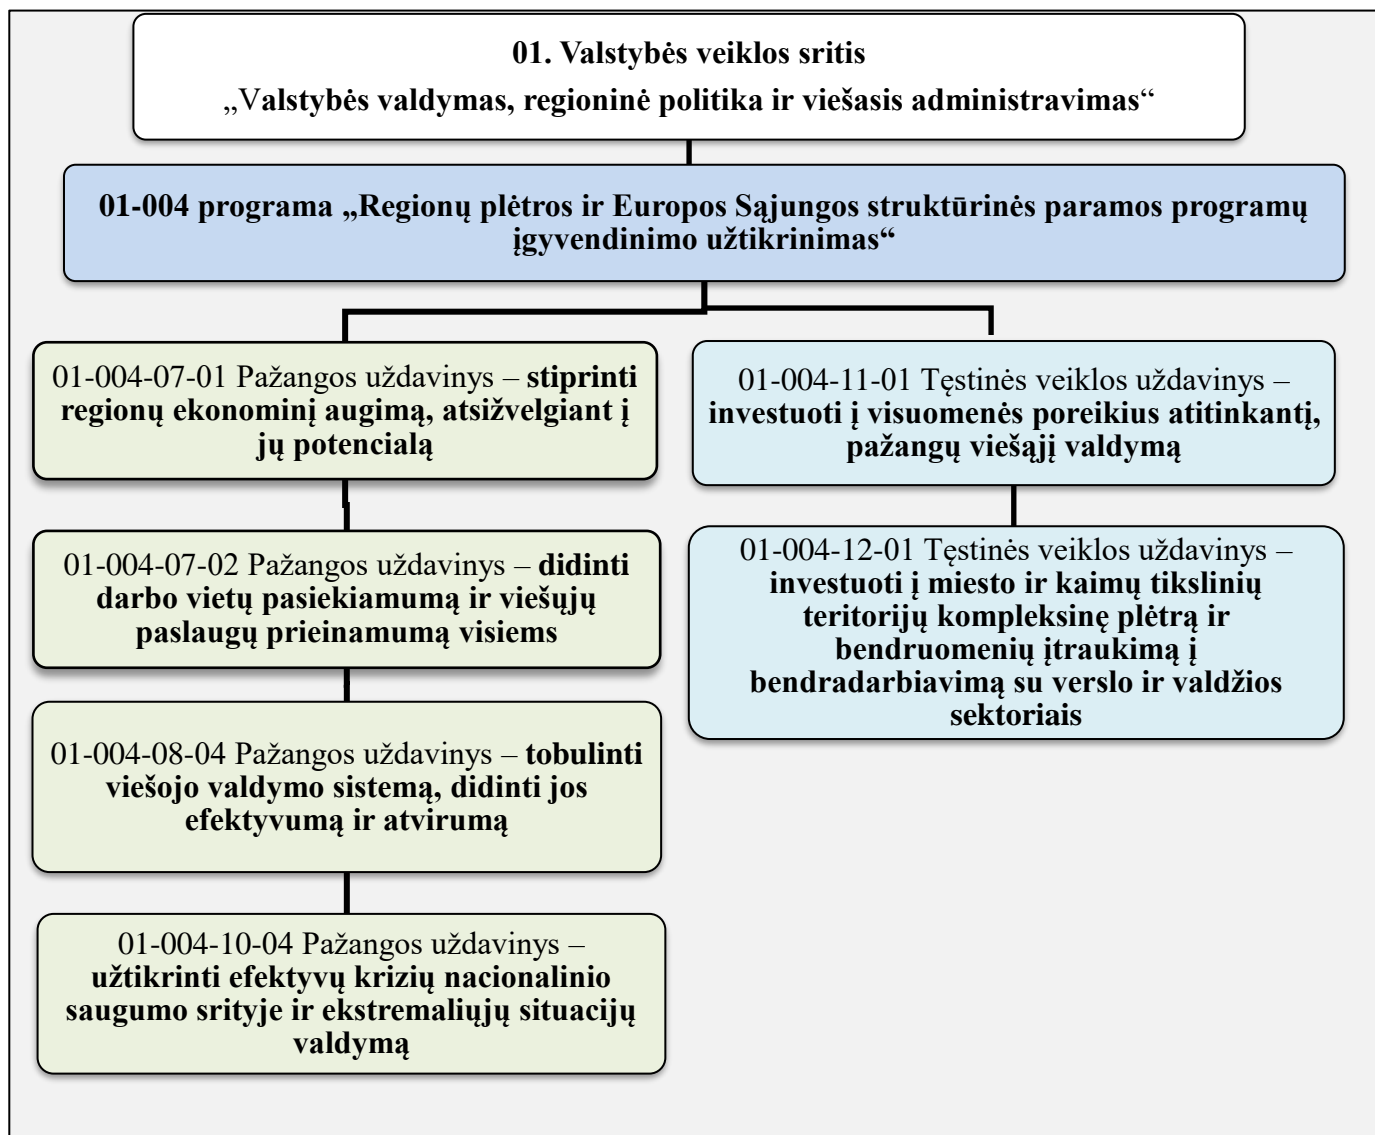 01. Valstybės veiklos sritis
„Valstybės valdymas, regioninė politika ir viešasis administravimas“
01-004 programa „Regionų plėtros ir Europos Sąjungos struktūrinės paramos programų
įgyvendinimo užtikrinimas“
01-004-07-01 Pažangos uždavinys – stiprinti
regionų ekonominį augimą, atsižvelgiant į
jų potencialą
01-004-07-02 Pažangos uždavinys – didinti
darbo vietų pasiekiamumą ir viešųjų
paslaugų prieinamumą visiems
01-004-08-04 Pažangos uždavinys – tobulinti
viešojo valdymo sistemą, didinti jos
efektyvumą ir atvirumą
01-004-10-04 Pažangos uždavinys –
užtikrinti efektyvų krizių nacionalinio
saugumo srityje ir ekstremaliųjų situacijų
valdymą
01-004-11-01 Tęstinės veiklos uždavinys –
investuoti į visuomenės poreikius atitinkantį,
pažangų viešąjį valdymą
01-004-12-01 Tęstinės veiklos uždavinys –
investuoti į miesto ir kaimų tikslinių
teritorijų kompleksinę plėtrą ir
bendruomenių įtraukimą į
bendradarbiavimą su verslo ir valdžios
sektoriais